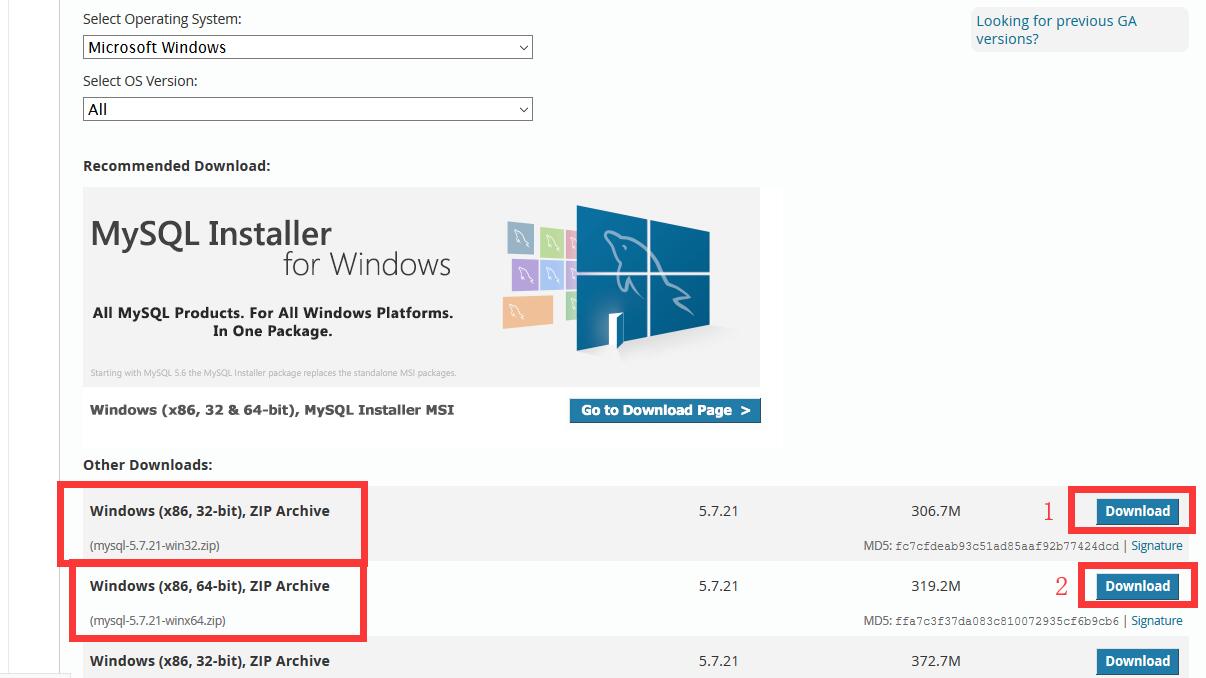 Select Operating System:
Looking for previous GA
versions?
Microsoft Windows
Select OS Version:
All
Recommended Download:
MySQL Installer
for Windows
All MySQL Products. For All Windows Platforms.
In One Package.
Starting with MySQL 5.6 the MySQL Installer package replaces the standalone MSI packages.
Windows (x86, 32 & 64-bit), MySQL Installer MSI
Go to Download Page >
Other Downloads:
Windows (x86, 32-bit), ZIP Archive 5.7.21 306.7M 1 Download
(mysql-5.7.21-win32.zip) MD5: fc7cfdeab93c51ad85aaf92b77424dcd | Signature
Windows (x86, 64-bit), ZIP Archive 5.7.21 319.2M 2 Download
(mysql-5.7.21-winx64.zip) MD5: ffa7c3f37da083c810072935cf6b9cb6 | Signature
Windows (x86, 32-bit), ZIP Archive 5.7.21 372.7M Download